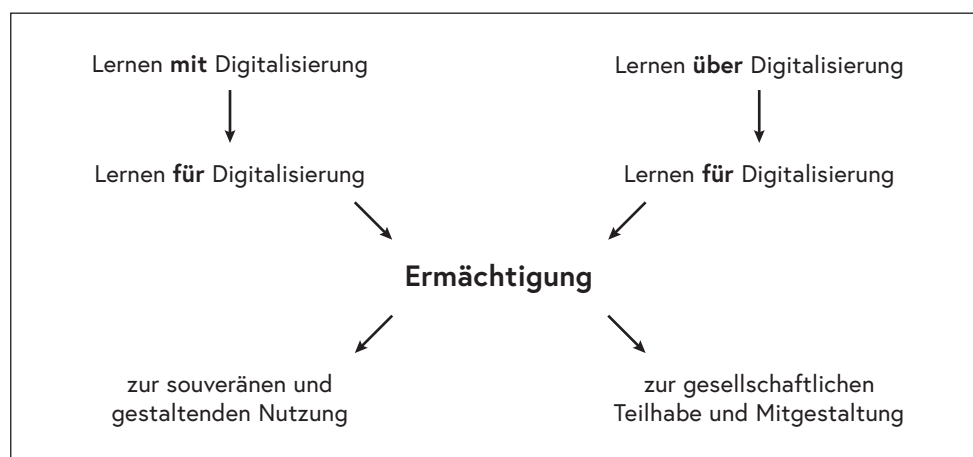 Lernen mit Digitalisierung
Lernen über Digitalisierung
Lernen für Digitalisierung
Lernen für Digitalisierung
Ermächtigung
zur souveränen und
gestaltenden Nutzung
zur gesellschaftlichen
Teilhabe und Mitgestaltung